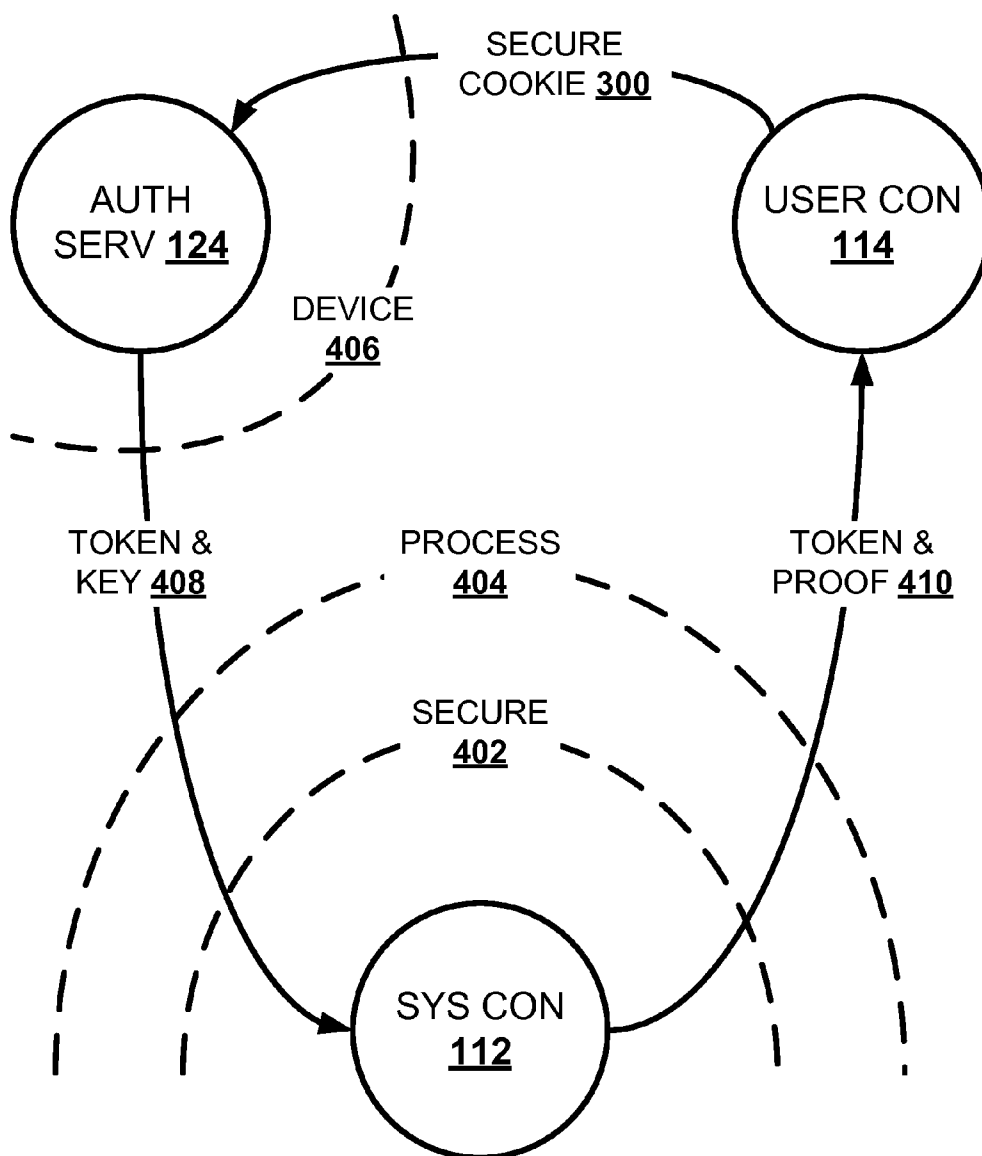 SECURE
COOKIE 300
AUTH
SERV 124
USER CON
114
DEVICE
406
TOKEN &
KEY 408
PROCESS
404
TOKEN &
PROOF 410
SECURE
402
SYS CON
112